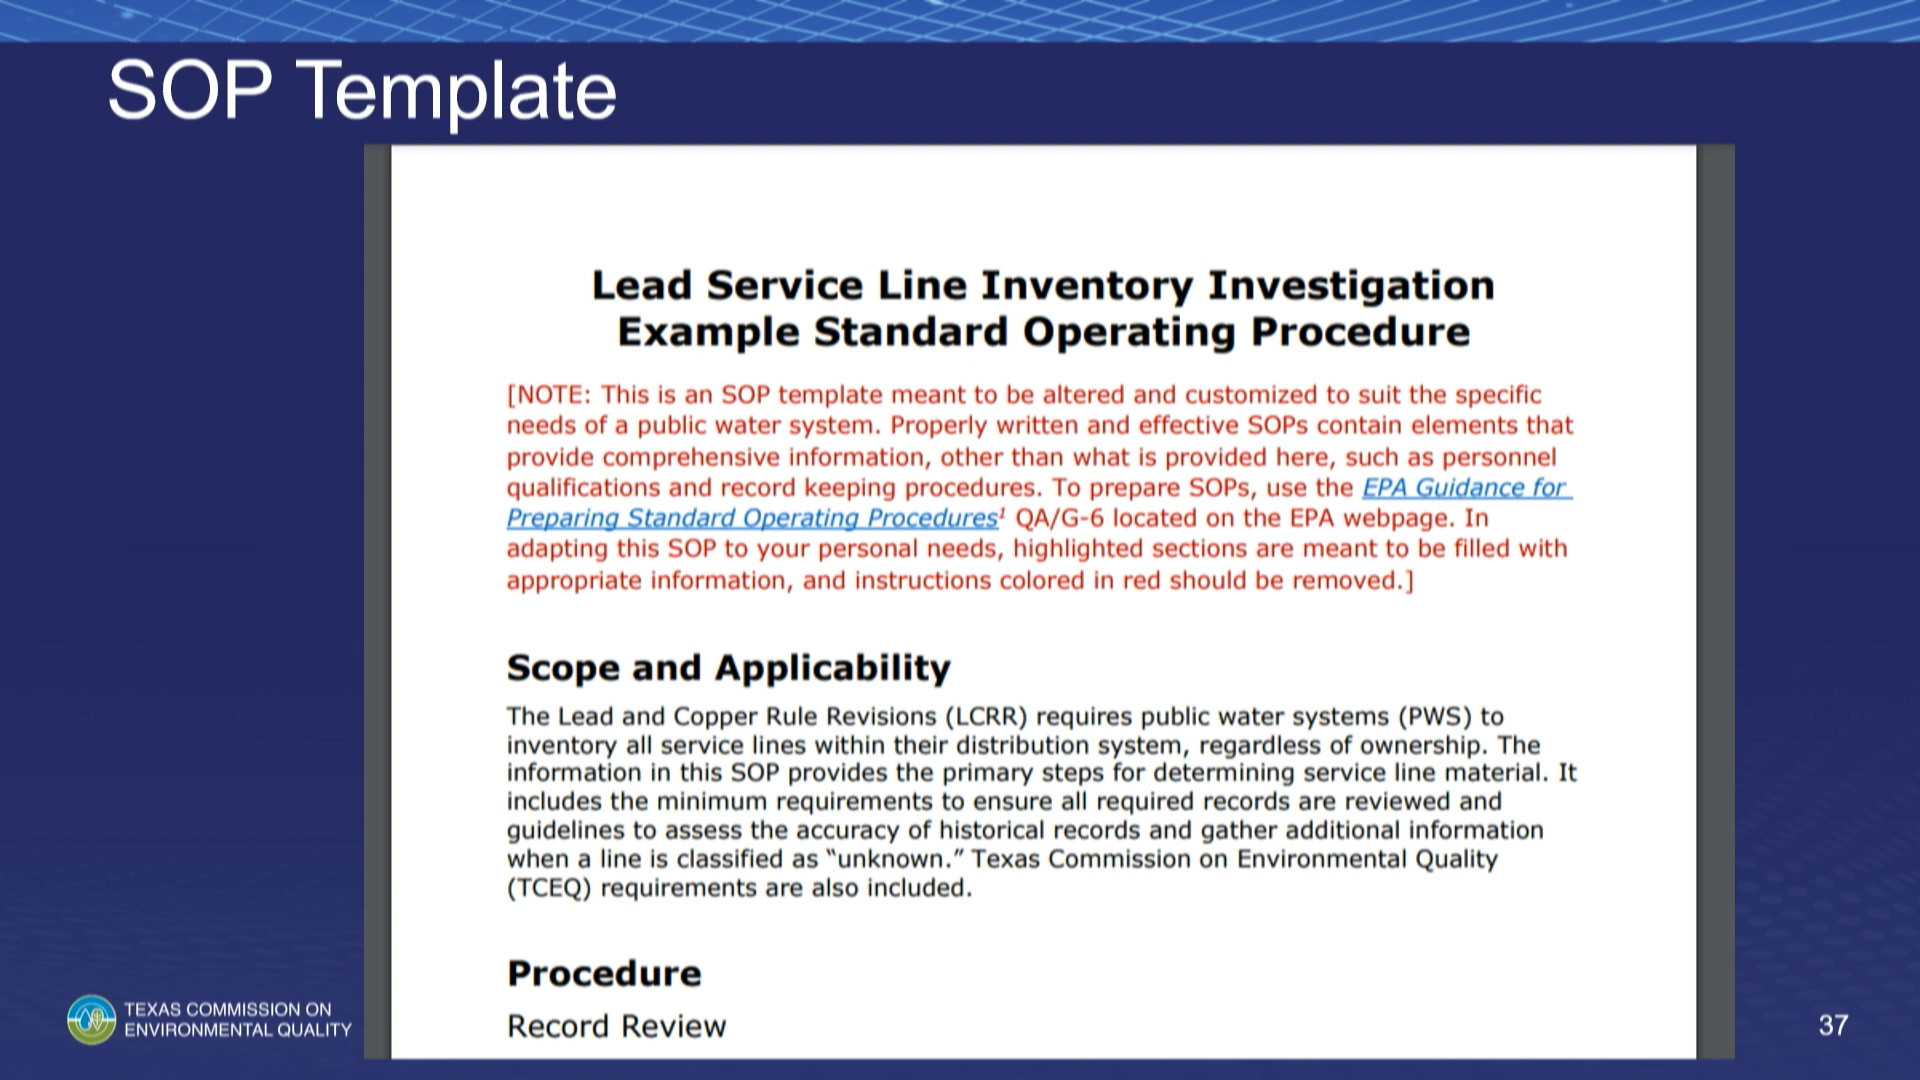 SOP Template
Lead Service Line Inventory Investigation
Example Standard Operating Procedure
[NOTE: This is an SOP template meant to be altered and customized to suit the specific
needs of a public water system. Properly written and effective SOPs contain elements that
provide comprehensive information, other than what is provided here, such as personnel
qualifications and record keeping procedures. To prepare SOPs, use the EPA Guidance for
Preparing Standard Operating Procedures¹ QA/G-6 located on the EPA webpage. In
adapting this SOP to your personal needs, highlighted sections are meant to be filled with
appropriate information, and instructions colored in red should be removed.]
Scope and Applicability
The Lead and Copper Rule Revisions (LCRR) requires public water systems (PWS) to
inventory all service lines within their distribution system, regardless of ownership. The
information in this SOP provides the primary steps for determining service line material. It
includes the minimum requirements to ensure all required records are reviewed and
guidelines to assess the accuracy of historical records and gather additional information
when a line is classified as “unknown.” Texas Commission on Environmental Quality
(TCEQ) requirements are also included.
Procedure
Record Review
TEXAS COMMISSION ON
ENVIRONMENTAL QUALITY
37